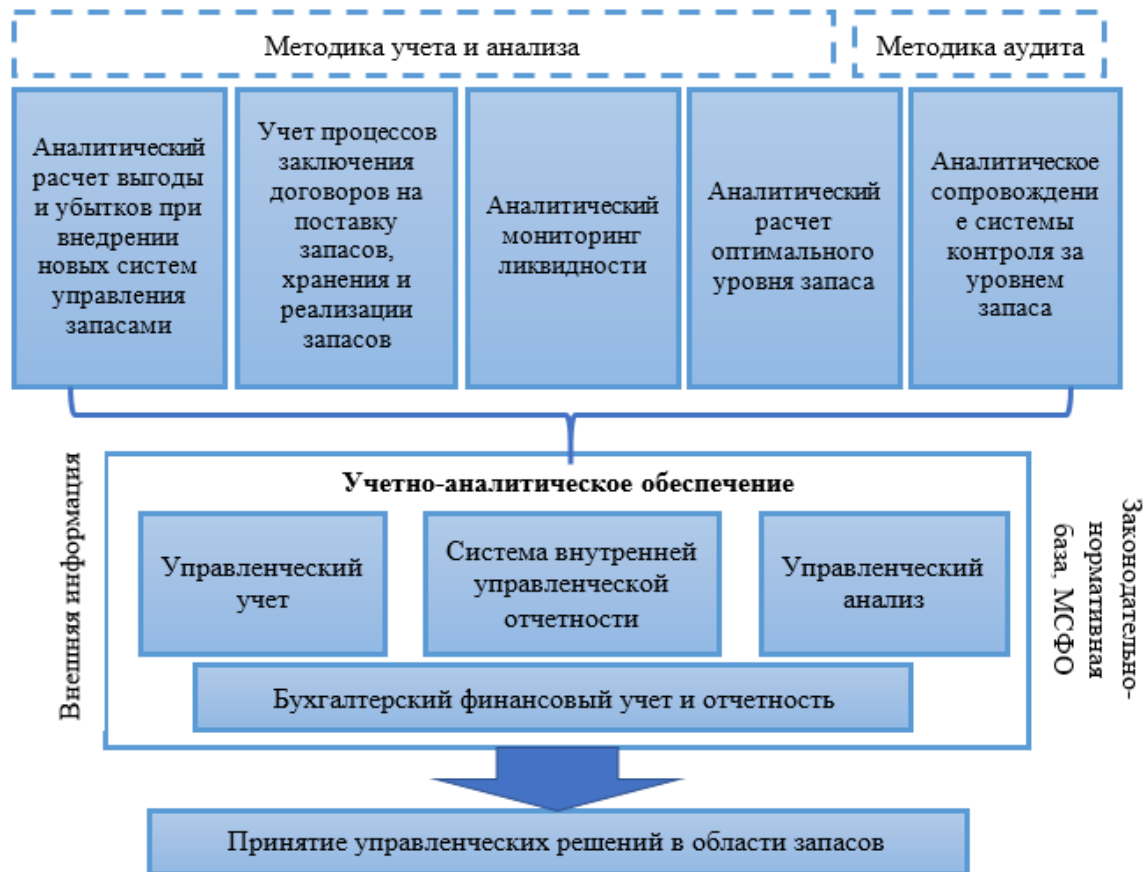 Методика учета и анализа
Методика аудита
Аналитический
расчет выгоды
и убытков при
внедрении
новых систем
управления
запасами
Учет процессов
заключения
договоров на
поставку
запасов,
хранения и
реализации
запасов
Аналитический
мониторинг
ликвидности
Аналитический
расчет
оптимального
уровня запаса
Аналитическое
сопровождени
е системы
контроля за
уровнем
запаса
Внешняя информация
Учетно-аналитическое обеспечение
Управленческий
учет
Система внутренней
управленческой
отчетности
Управленческий
анализ
Бухгалтерский финансовый учет и отчетность
Законодательно-
нормативная
база, МСФО
Принятие управленческих решений в области запасов